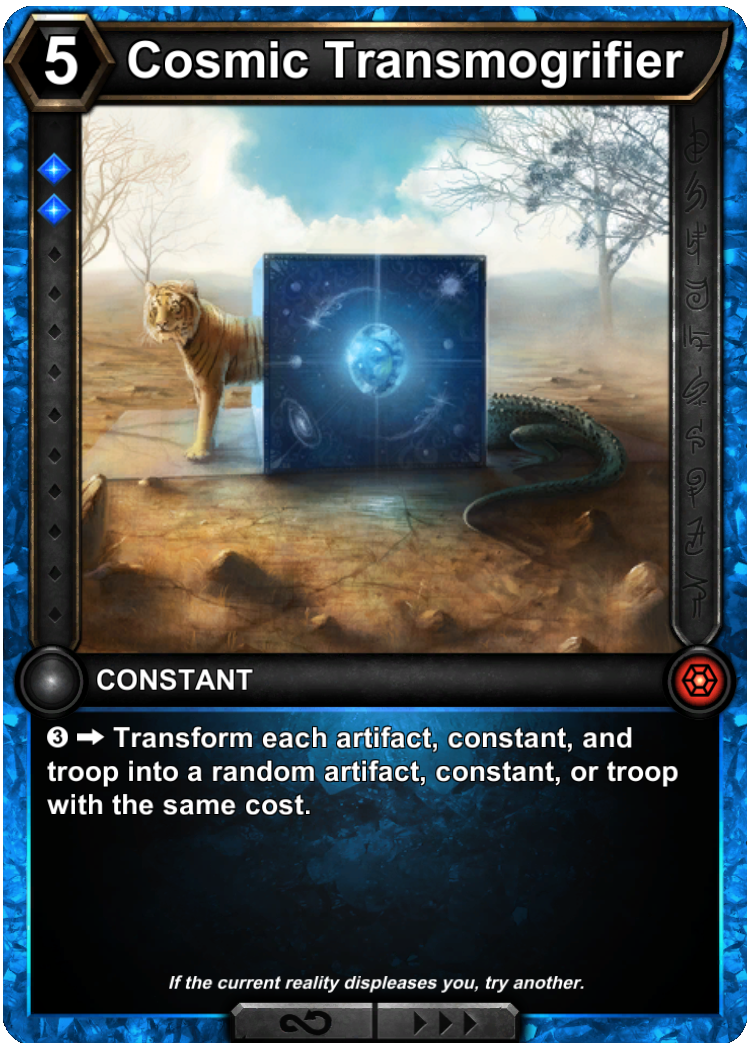 5 Cosmic Transmogrifier
CONSTANT
③ ➡ Transform each artifact, constant, and
troop into a random artifact, constant, or troop
with the same cost.
If the current reality displeases you, try another.